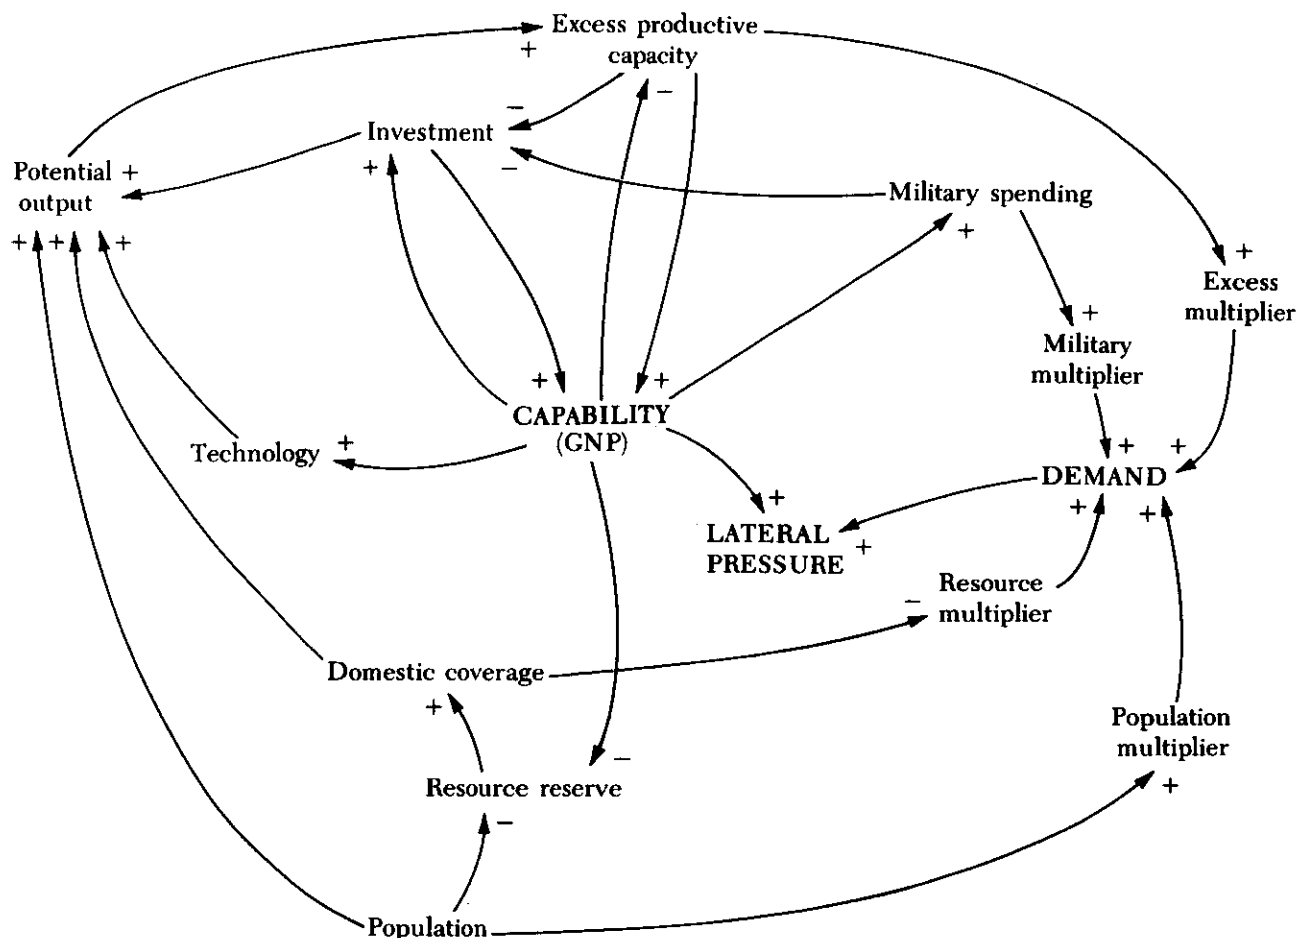 Excess productive
capacity
+
−
−
Investment
+
−
Potential +
output
+ + +
Military spending
+
+
Excess
multiplier
+
Military
multiplier
+ +
CAPABILITY
(GNP)
Technology +
+ +
DEMAND
+ +
+
LATERAL +
PRESSURE
− Resource
multiplier
Domestic coverage
+
Population
multiplier
+
−
Resource reserve
−
Population